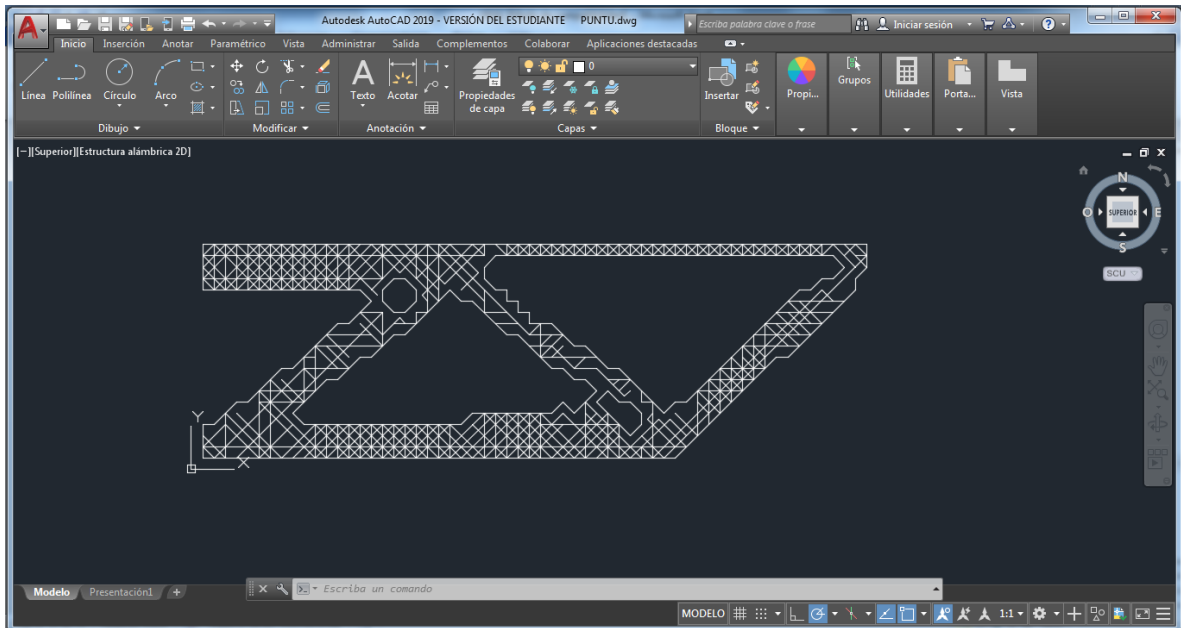 Autodesk AutoCAD 2019 - VERSIÓN DEL ESTUDIANTE PUNTU.dwg
Escriba palabra clave o frase
Iniciar sesión
Inicio Inserción Anotar Paramétrico Vista Administrar Salida Complementos Colaborar Aplicaciones destacadas
Línea Polilínea Círculo Arco
Texto Acotar
Propiedades de capa
0
Insertar
Propi...
Grupos
Utilidades
Porta...
Vista
Dibujo Modificar Anotación Capas Bloque
[−][Superior][Estructura alámbrica 2D]
N
O SUPERIOR E
S
SCU
Y
X
Modelo Presentación1 +
Escriba un comando
MODELO 1:1